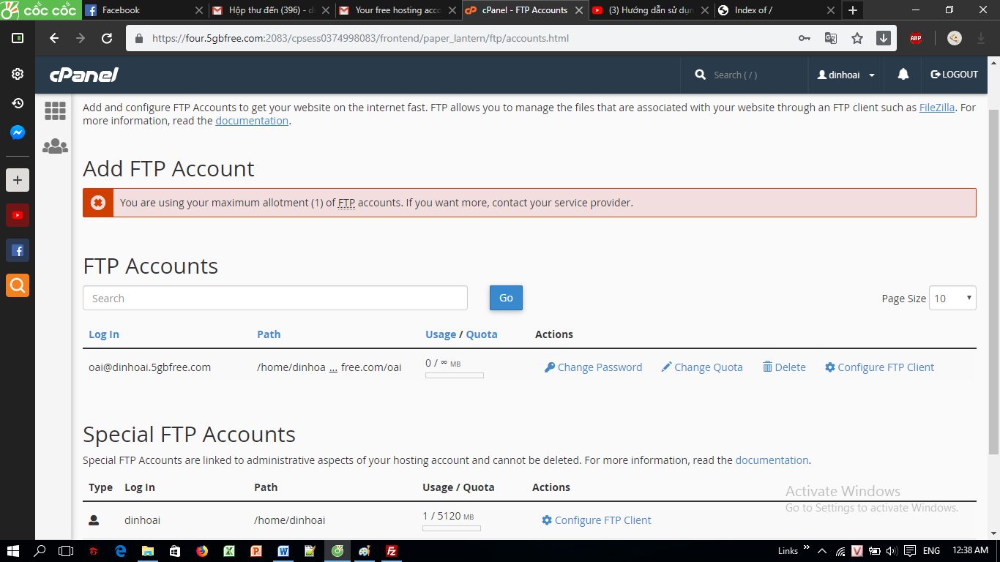 cốc cốc
Facebook
Hộp thư đến (396) - d
Your free hosting acco
cPanel - FTP Accounts
(3) Hướng dẫn sử dụn
Index of /
https://four.5gbfree.com:2083/cpsess0374998083/frontend/paper_lantern/ftp/accounts.html
ABP
cPanel
Search ( / )
dinhoai
LOGOUT
Add and configure FTP Accounts to get your website on the internet fast. FTP allows you to manage the files that are associated with your website through an FTP client such as FileZilla. For
more information, read the documentation.
Add FTP Account
You are using your maximum allotment (1) of FTP accounts. If you want more, contact your service provider.
FTP Accounts
Search
Go
Page Size 10
Log In Path Usage / Quota Actions
oai@dinhoai.5gbfree.com /home/dinhoa ... free.com/oai 0 / ∞ MB Change Password Change Quota Delete Configure FTP Client
Special FTP Accounts
Special FTP Accounts are linked to administrative aspects of your hosting account and cannot be deleted. For more information, read the documentation.
Type Log In Path Usage / Quota Actions
dinhoai /home/dinhoai 1 / 5120 MB Configure FTP Client
Activate Windows
Go to Settings to activate Windows.
Links ENG 12:38 AM